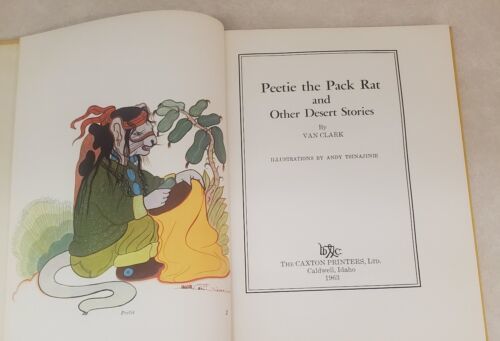 Peetie the Pack Rat
and
Other Desert Stories
By
VAN CLARK
ILLUSTRATIONS BY ANDY TSINAJINIE
THE CAXTON PRINTERS, LTD.
Caldwell, Idaho
1963
Peetie